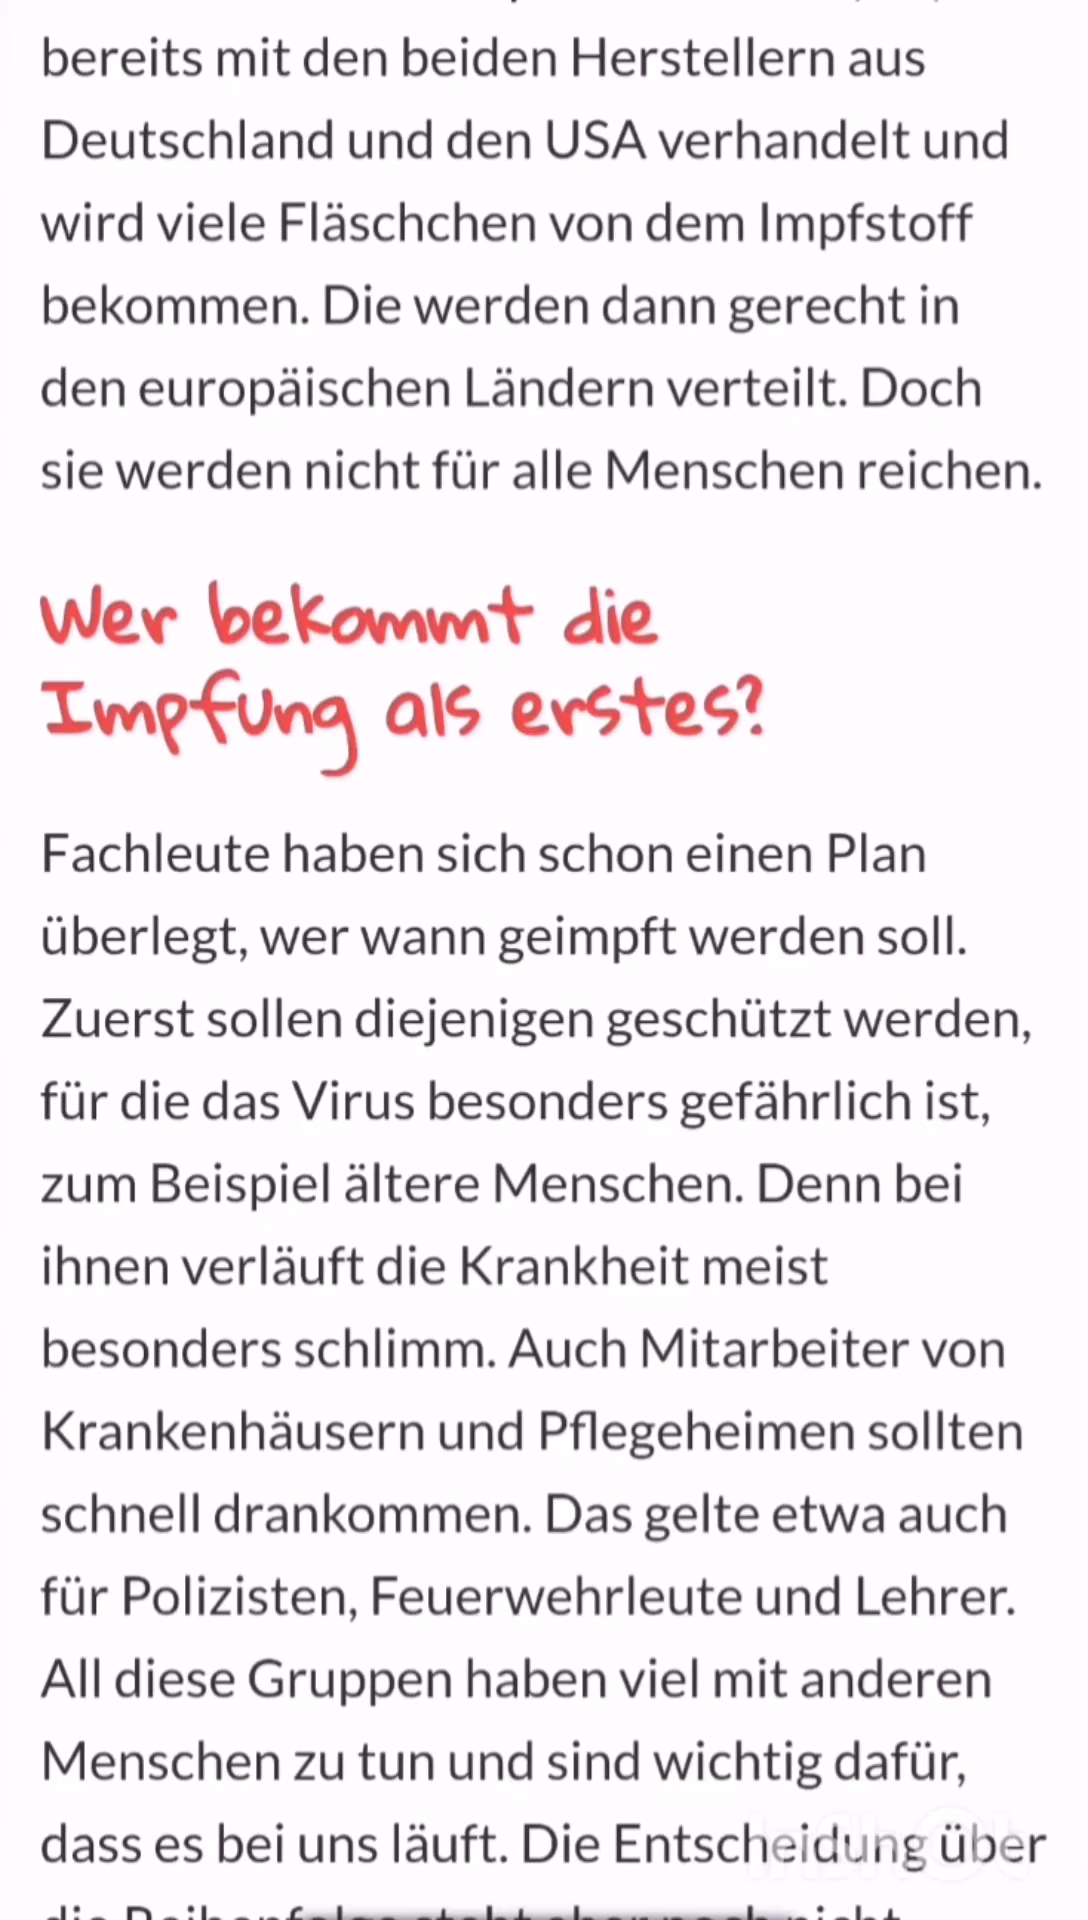 bereits mit den beiden Herstellern aus
Deutschland und den USA verhandelt und
wird viele Fläschchen von dem Impfstoff
bekommen. Die werden dann gerecht in
den europäischen Ländern verteilt. Doch
sie werden nicht für alle Menschen reichen.
Wer bekommt die
Impfung als erstes?
Fachleute haben sich schon einen Plan
überlegt, wer wann geimpft werden soll.
Zuerst sollen diejenigen geschützt werden,
für die das Virus besonders gefährlich ist,
zum Beispiel ältere Menschen. Denn bei
ihnen verläuft die Krankheit meist
besonders schlimm. Auch Mitarbeiter von
Krankenhäusern und Pflegeheimen sollten
schnell drankommen. Das gelte etwa auch
für Polizisten, Feuerwehrleute und Lehrer.
All diese Gruppen haben viel mit anderen
Menschen zu tun und sind wichtig dafür,
dass es bei uns läuft. Die Entscheidung über